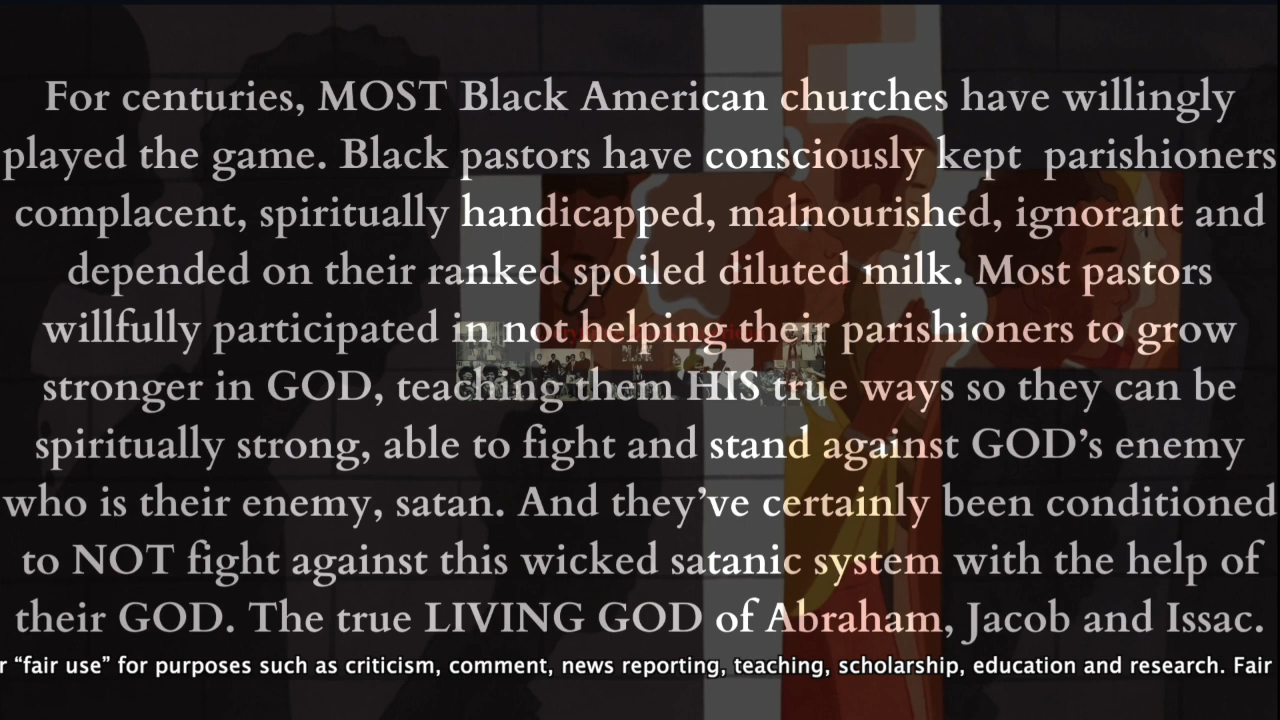 For centuries, MOST Black American churches have willingly
played the game. Black pastors have consciously kept parishioners
complacent, spiritually handicapped, malnourished, ignorant and
depended on their ranked spoiled diluted milk. Most pastors
willfully participated in not helping their parishioners to grow
stronger in GOD, teaching them HIS true ways so they can be
spiritually strong, able to fight and stand against GOD’s enemy
who is their enemy, satan. And they’ve certainly been conditioned
to NOT fight against this wicked satanic system with the help of
their GOD. The true LIVING GOD of Abraham, Jacob and Issac.
r “fair use” for purposes such as criticism, comment, news reporting, teaching, scholarship, education and research. Fair